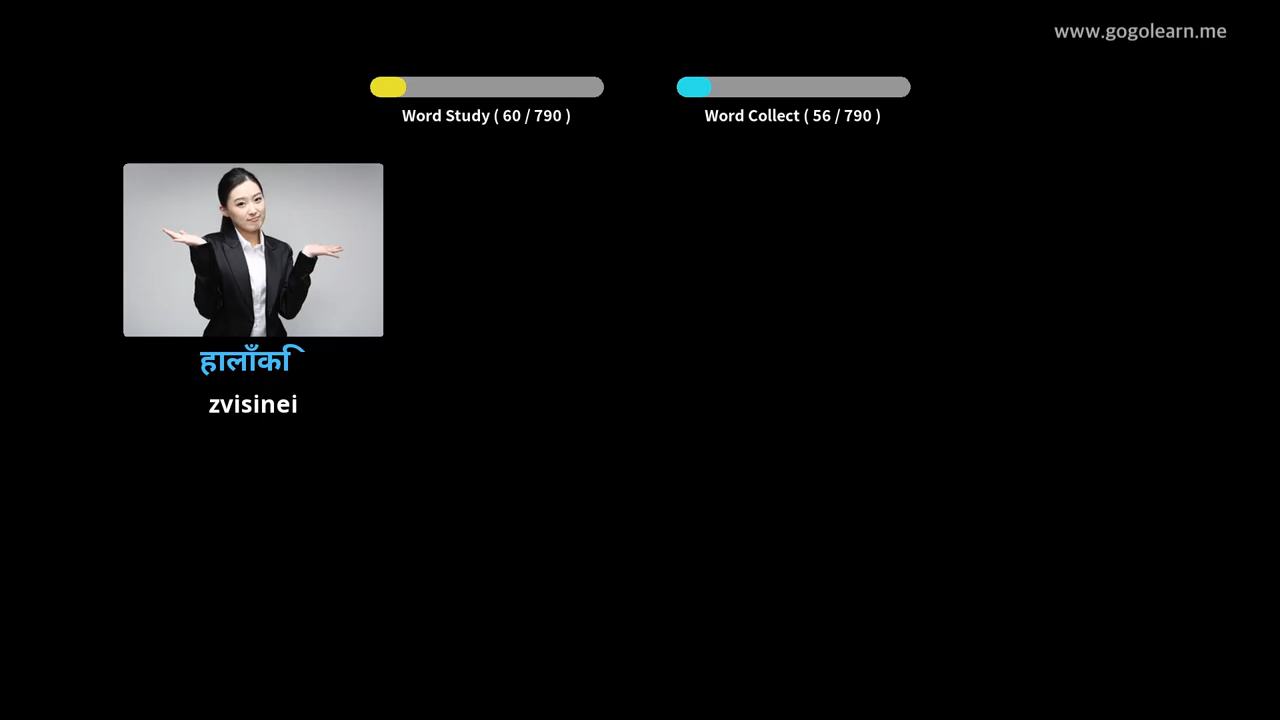 www.gogolearn.me
Word Study ( 60 / 790 )
Word Collect ( 56 / 790 )
हालाँकि
zvisinei